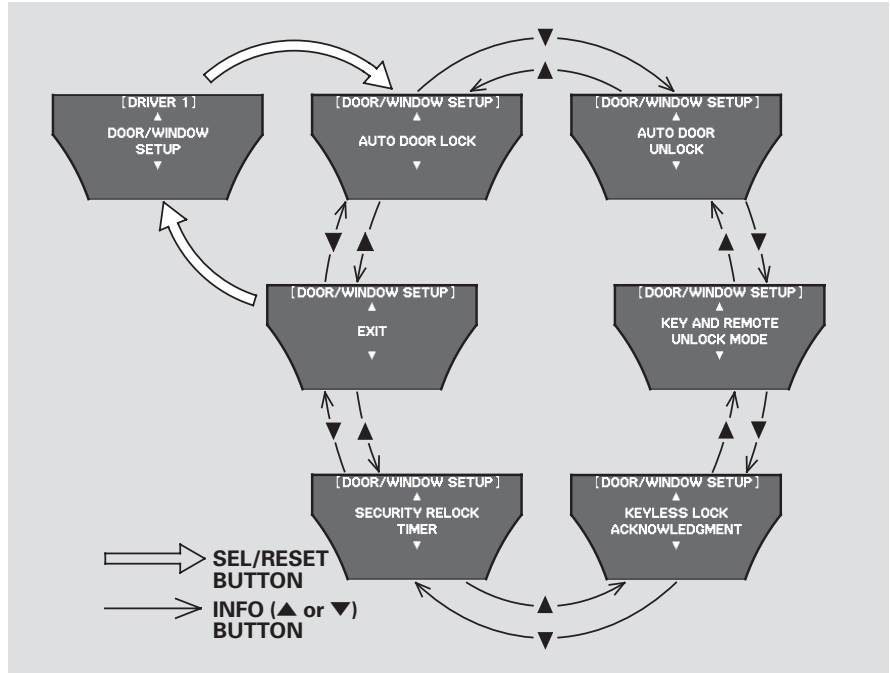 [DRIVER 1]
▲
DOOR/WINDOW
SETUP
▼
[DOOR/WINDOW SETUP]
▲
AUTO DOOR LOCK
▼
[DOOR/WINDOW SETUP]
▲
AUTO DOOR
UNLOCK
▼
[DOOR/WINDOW SETUP]
▲
EXIT
▼
[DOOR/WINDOW SETUP]
▲
KEY AND REMOTE
UNLOCK MODE
▼
[DOOR/WINDOW SETUP]
▲
SECURITY RELOCK
TIMER
▼
[DOOR/WINDOW SETUP]
▲
KEYLESS LOCK
ACKNOWLEDGMENT
▼
SEL/RESET
BUTTON
INFO (▲ or ▼)
BUTTON